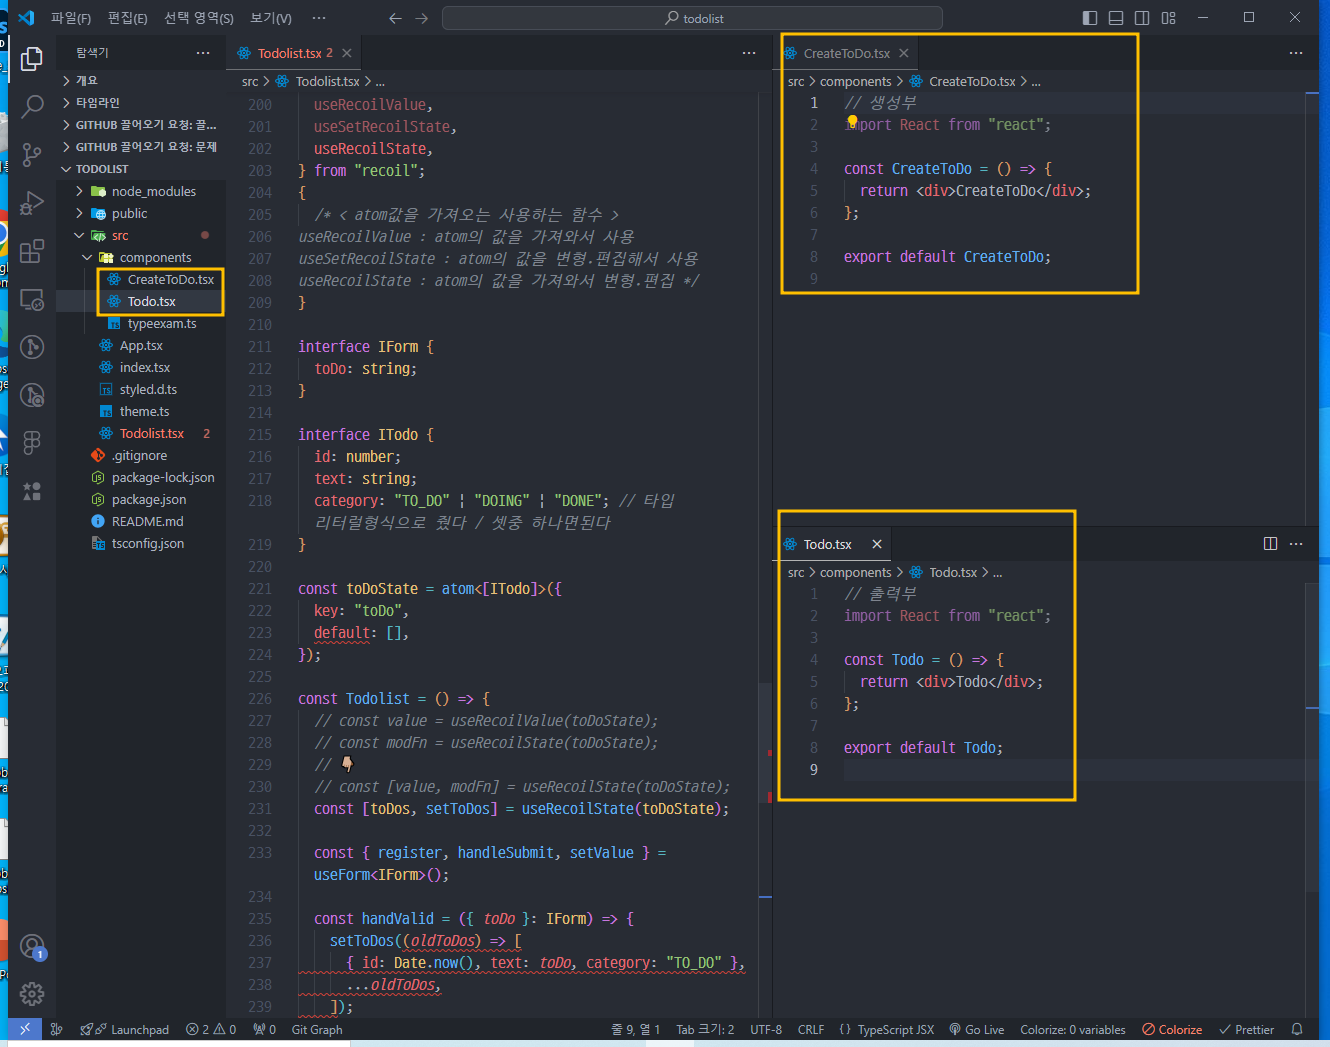 파일(F) 편집(E) 선택 영역(S) 보기(V) ··· todolist
탐색기 ···
개요
타임라인
GITHUB 끌어오기 요청: 끌...
GITHUB 끌어오기 요청: 문제
TODOLIST
node_modules
public
src
components
CreateToDo.tsx
Todo.tsx
typeexam.ts
App.tsx
index.tsx
styled.d.ts
theme.ts
Todolist.tsx 2
.gitignore
package-lock.json
package.json
README.md
tsconfig.json
1
Todolist.tsx 2
src > Todolist.tsx > ...
200 useRecoilValue,
201 useSetRecoilState,
202 useRecoilState,
203 } from "recoil";
204 {
205 /* < atom값을 가져오는 사용하는 함수 >
206 useRecoilValue : atom의 값을 가져와서 사용
207 useSetRecoilState : atom의 값을 변형.편집해서 사용
208 useRecoilState : atom의 값을 가져와서 변형.편집 */
209 }
210
211 interface IForm {
212 toDo: string;
213 }
214
215 interface ITodo {
216 id: number;
217 text: string;
218 category: "TO_DO" ¦ "DOING" ¦ "DONE"; // 타입
리터럴형식으로 줬다 / 셋중 하나면된다
219 }
220
221 const toDoState = atom<[ITodo]>({
222 key: "toDo",
223 default: [],
224 });
225
226 const Todolist = () => {
227 // const value = useRecoilValue(toDoState);
228 // const modFn = useRecoilState(toDoState);
229 // 👇
230 // const [value, modFn] = useRecoilState(toDoState);
231 const [toDos, setToDos] = useRecoilState(toDoState);
232
233 const { register, handleSubmit, setValue } =
useForm<IForm>();
234
235 const handValid = ({ toDo }: IForm) => {
236 setToDos((oldToDos) => [
237 { id: Date.now(), text: toDo, category: "TO_DO" },
238 ...oldToDos,
239 ]);
CreateToDo.tsx
src > components > CreateToDo.tsx > ...
1 // 생성부
2 import React from "react";
3
4 const CreateToDo = () => {
5 return <div>CreateToDo</div>;
6 };
7
8 export default CreateToDo;
9
Todo.tsx
src > components > Todo.tsx > ...
1 // 출력부
2 import React from "react";
3
4 const Todo = () => {
5 return <div>Todo</div>;
6 };
7
8 export default Todo;
9
Launchpad 2 0 0 Git Graph 줄 9, 열 1 Tab 크기: 2 UTF-8 CRLF {} TypeScript JSX Go Live Colorize: 0 variables Colorize Prettier